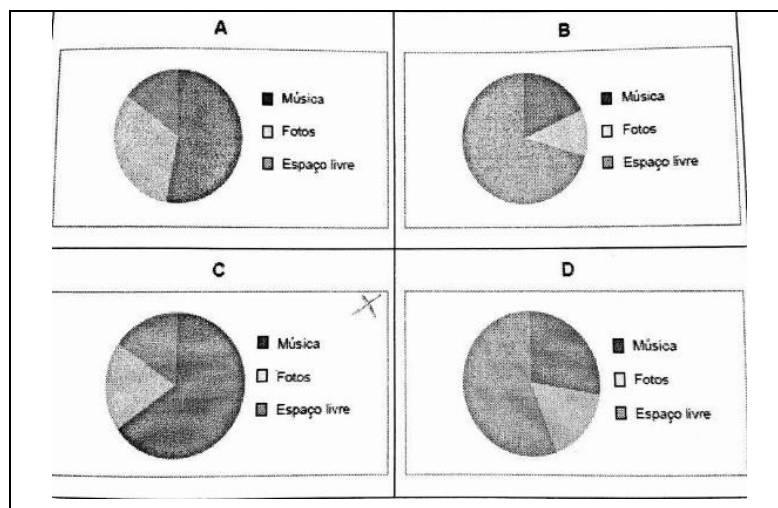 A
Música
Fotos
Espaço livre
B
Música
Fotos
Espaço livre
C
Música
Fotos
Espaço livre
D
Música
Fotos
Espaço livre